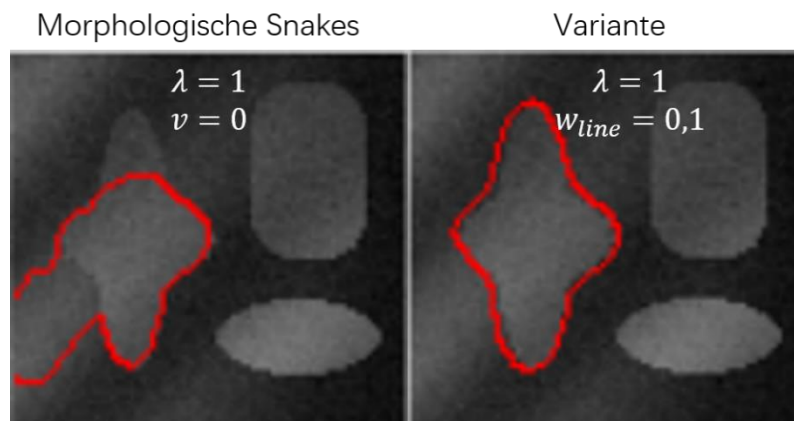 Morphologische Snakes
Variante
λ = 1
v = 0
λ = 1
w_line = 0,1